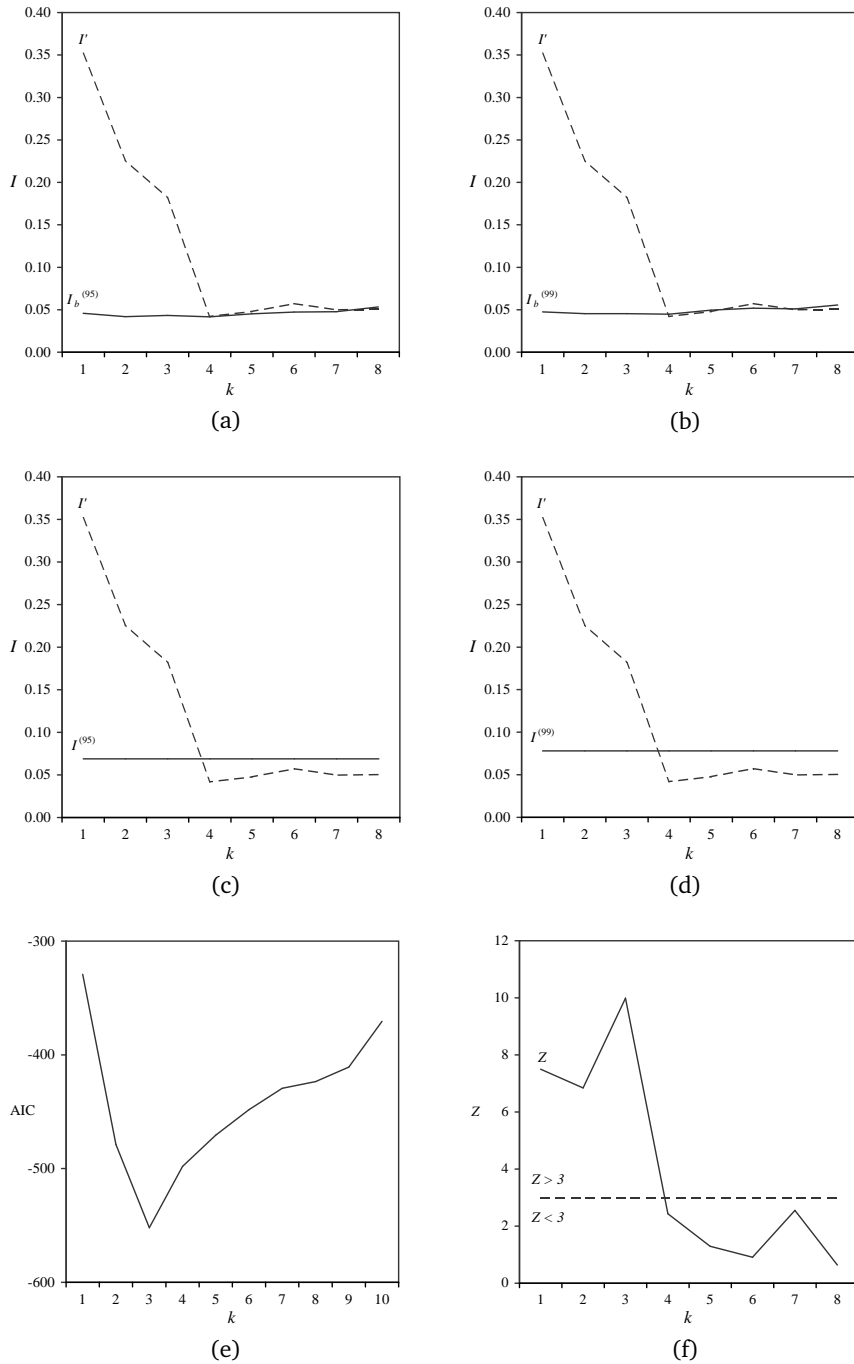 0.40
0.35
0.30
0.25
I 0.20
0.15
0.10
0.05
0.00
I'
I_b^(95)
1 2 3 4 5 6 7 8
k
(a)
0.40
0.35
0.30
0.25
I 0.20
0.15
0.10
0.05
0.00
I'
I_b^(99)
1 2 3 4 5 6 7 8
k
(b)
0.40
0.35
0.30
0.25
I 0.20
0.15
0.10
0.05
0.00
I'
I^(95)
1 2 3 4 5 6 7 8
k
(c)
0.40
0.35
0.30
0.25
I 0.20
0.15
0.10
0.05
0.00
I'
I^(99)
1 2 3 4 5 6 7 8
k
(d)
-300
-400
AIC
-500
-600
1 2 3 4 5 6 7 8 9 10
k
(e)
12
10
8
Z
Z 6
4
Z > 3
Z < 3
2
0
1 2 3 4 5 6 7 8
k
(f)